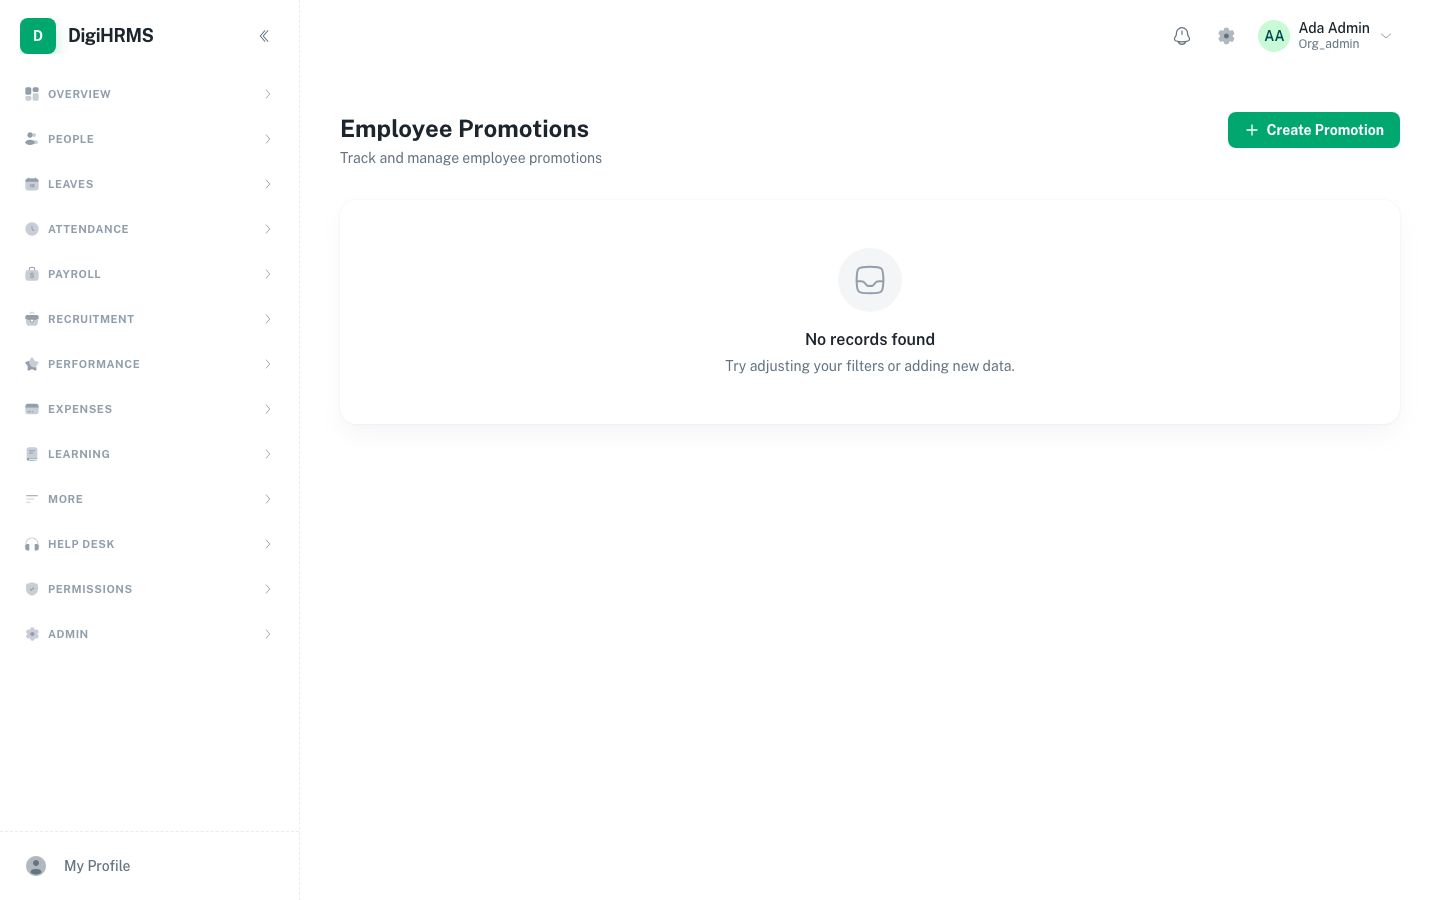 D
DigiHRMS
OVERVIEW
PEOPLE
LEAVES
ATTENDANCE
PAYROLL
RECRUITMENT
PERFORMANCE
EXPENSES
LEARNING
MORE
HELP DESK
PERMISSIONS
ADMIN
My Profile
AA
Ada Admin
Org_admin
Employee Promotions
Track and manage employee promotions
Create Promotion
No records found
Try adjusting your filters or adding new data.